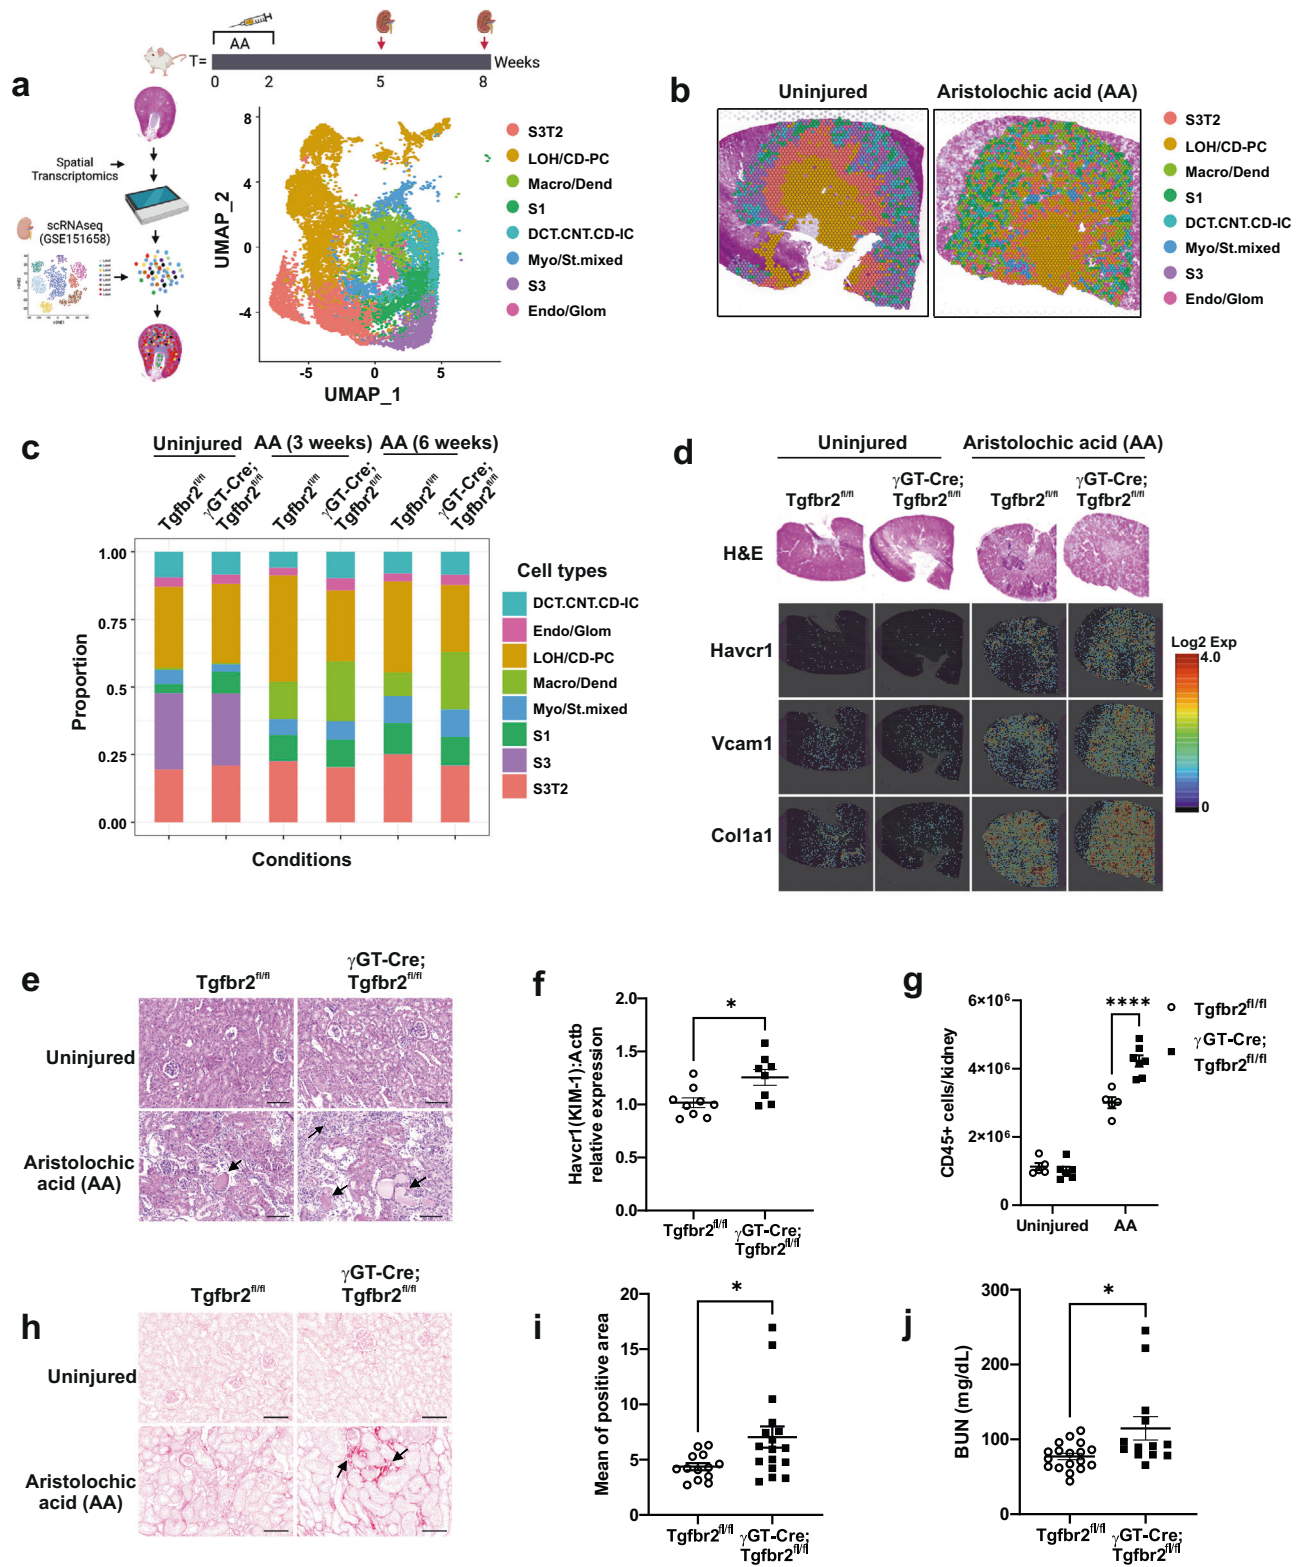 a
AA
T=
Weeks
0
2
5
8
Spatial
Transcriptomics
scRNAseq
(GSE151658)
UMAP_2
8
4
0
-4
-5
0
5
UMAP_1
S3T2
LOH/CD-PC
Macro/Dend
S1
DCT.CNT.CD-IC
Myo/St.mixed
S3
Endo/Glom
b
Uninjured
Aristolochic acid (AA)
S3T2
LOH/CD-PC
Macro/Dend
S1
DCT.CNT.CD-IC
Myo/St.mixed
S3
Endo/Glom
c
Uninjured
AA (3 weeks)
AA (6 weeks)
Tgfbr2fl/fl
γGT-Cre;
Tgfbr2fl/fl
Tgfbr2fl/fl
γGT-Cre;
Tgfbr2fl/fl
Tgfbr2fl/fl
γGT-Cre;
Tgfbr2fl/fl
Proportion
1.00
0.75
0.5
0.25
0.00
Conditions
Cell types
DCT.CNT.CD-IC
Endo/Glom
LOH/CD-PC
Macro/Dend
Myo/St.mixed
S1
S3
S3T2
d
Uninjured
Aristolochic acid (AA)
Tgfbr2fl/fl
γGT-Cre;
Tgfbr2fl/fl
Tgfbr2fl/fl
γGT-Cre;
Tgfbr2fl/fl
H&E
Havcr1
Vcam1
Col1a1
Log2 Exp
4.0
0
e
Tgfbr2fl/fl
γGT-Cre;
Tgfbr2fl/fl
Uninjured
Aristolochic
acid (AA)
f
Havcr1(KIM-1):Actb
relative expression
2.0
1.5
1.0
0.5
0.0
*
Tgfbr2fl/fl
γGT-Cre;
Tgfbr2fl/fl
g
CD45+ cells/kidney
6×10⁶
4×10⁶
2×10⁶
0
****
Uninjured
AA
Tgfbr2fl/fl
γGT-Cre;
Tgfbr2fl/fl
h
Tgfbr2fl/fl
γGT-Cre;
Tgfbr2fl/fl
Uninjured
Aristolochic
acid (AA)
i
Mean of positive area
20
15
10
5
0
*
Tgfbr2fl/fl
γGT-Cre;
Tgfbr2fl/fl
j
BUN (mg/dL)
300
200
100
0
*
Tgfbr2fl/fl
γGT-Cre;
Tgfbr2fl/fl